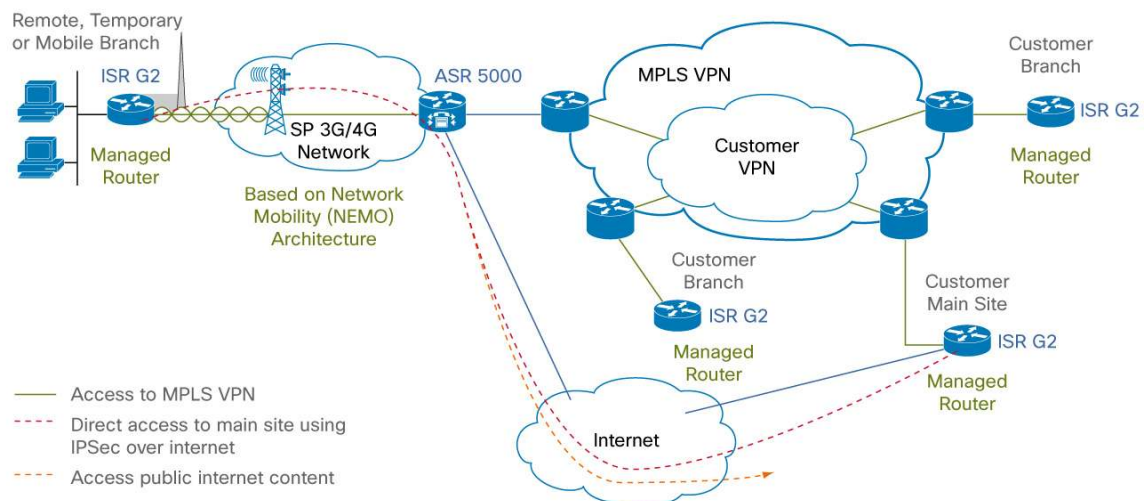 Remote, Temporary
or Mobile Branch
ISR G2
Managed
Router
SP 3G/4G
Network
Based on Network
Mobility (NEMO)
Architecture
ASR 5000
MPLS VPN
Customer
VPN
Customer
Branch
ISR G2
Managed
Router
Customer
Branch
ISR G2
Managed
Router
Customer
Main Site
ISR G2
Managed
Router
Internet
Access to MPLS VPN
Direct access to main site using
IPSec over internet
Access public internet content